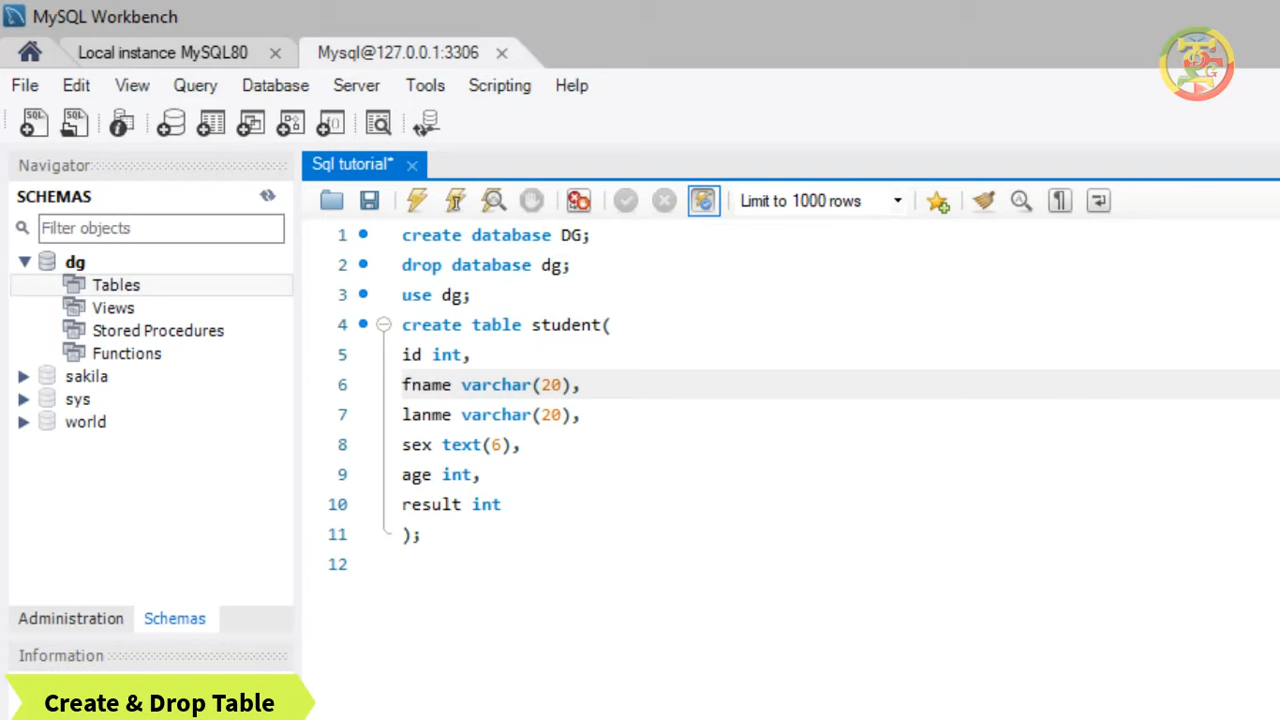 MySQL Workbench
Local instance MySQL80
Mysql@127.0.0.1:3306
File Edit View Query Database Server Tools Scripting Help
Navigator
Sql tutorial*
SCHEMAS
Limit to 1000 rows
Filter objects
dg
Tables
Views
Stored Procedures
Functions
sakila
sys
world
1 create database DG;
2 drop database dg;
3 use dg;
4 create table student(
5 id int,
6 fname varchar(20),
7 lanme varchar(20),
8 sex text(6),
9 age int,
10 result int
11 );
12
Administration Schemas
Information
Create & Drop Table